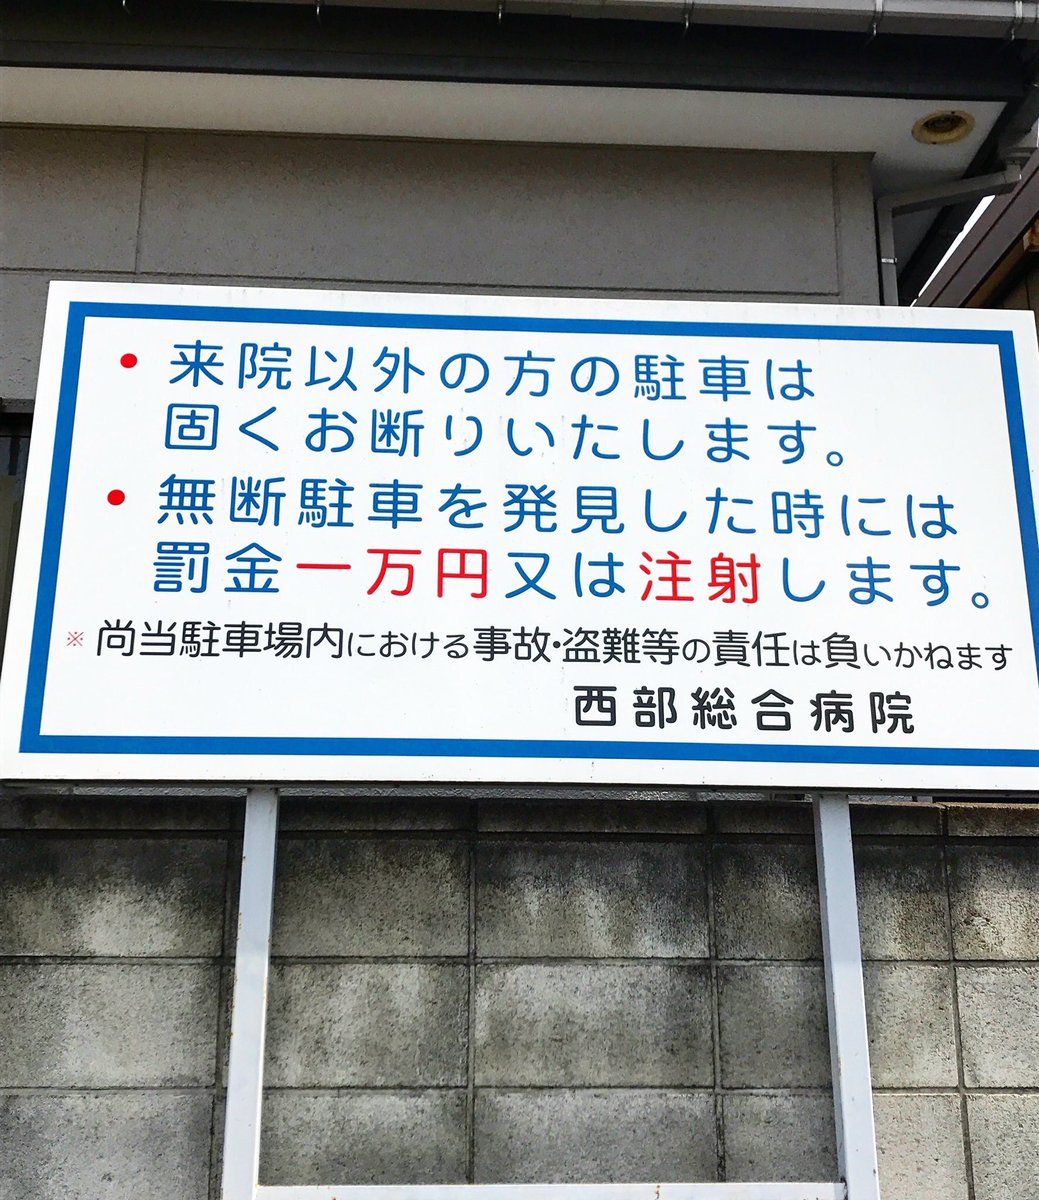 • 来院以外の方の駐車は
固くお断りいたします。
• 無断駐車を発見した時には
罰金一万円又は注射します。
※ 尚当駐車場内における事故・盗難等の責任は負いかねます
西部総合病院